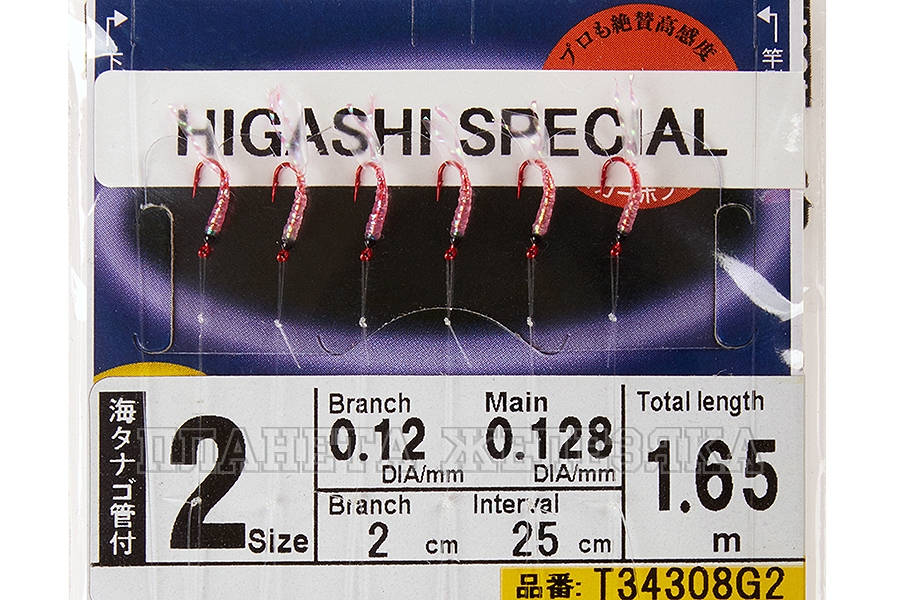 プロも絶賛高感度
竿
HIGASHI SPECIAL
海タナゴ管付
2 Size
Branch
0.12
DIA/mm
Main
0.128
DIA/mm
Branch
2 cm
Interval
25 cm
Total length
1.65
m
ПЛАНЕТА ЖЕЛЕЗЯКА
品番: T34308G2